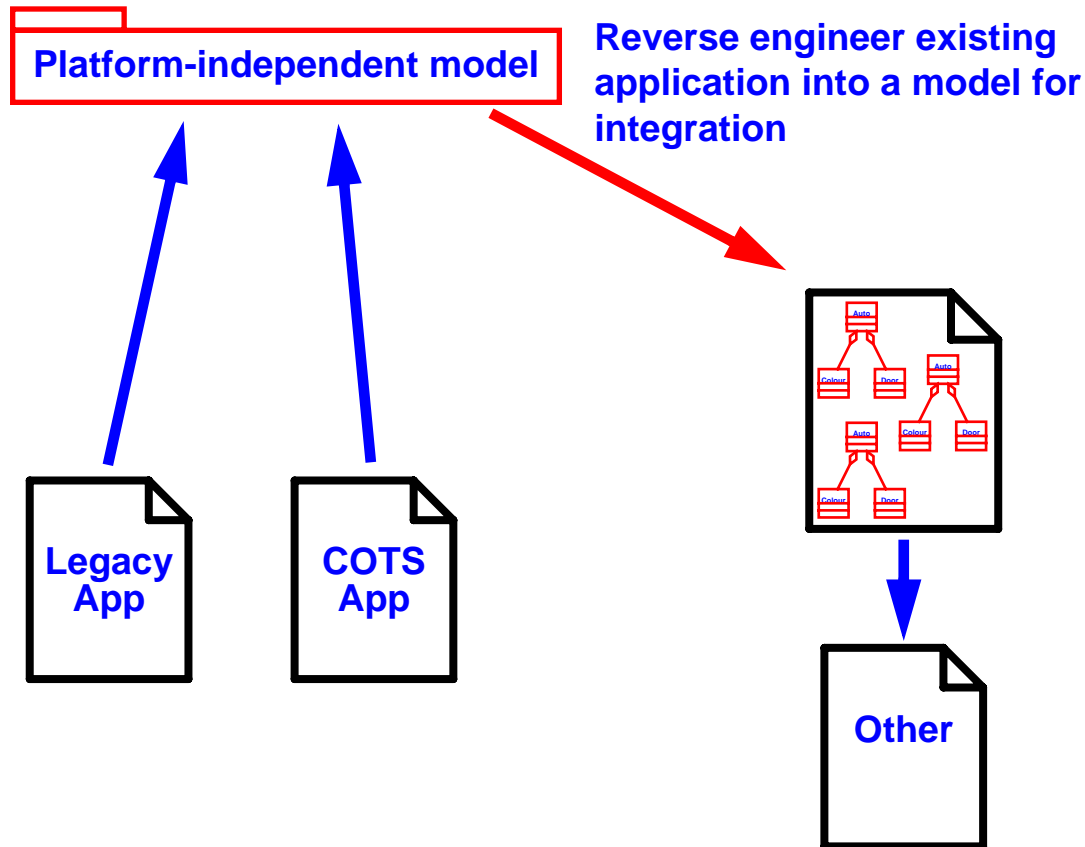 Platform-independent model
Reverse engineer existing
application into a model for
integration
Auto
Colour
Door
Auto
Colour
Door
Auto
Colour
Door
Legacy
App
COTS
App
Other